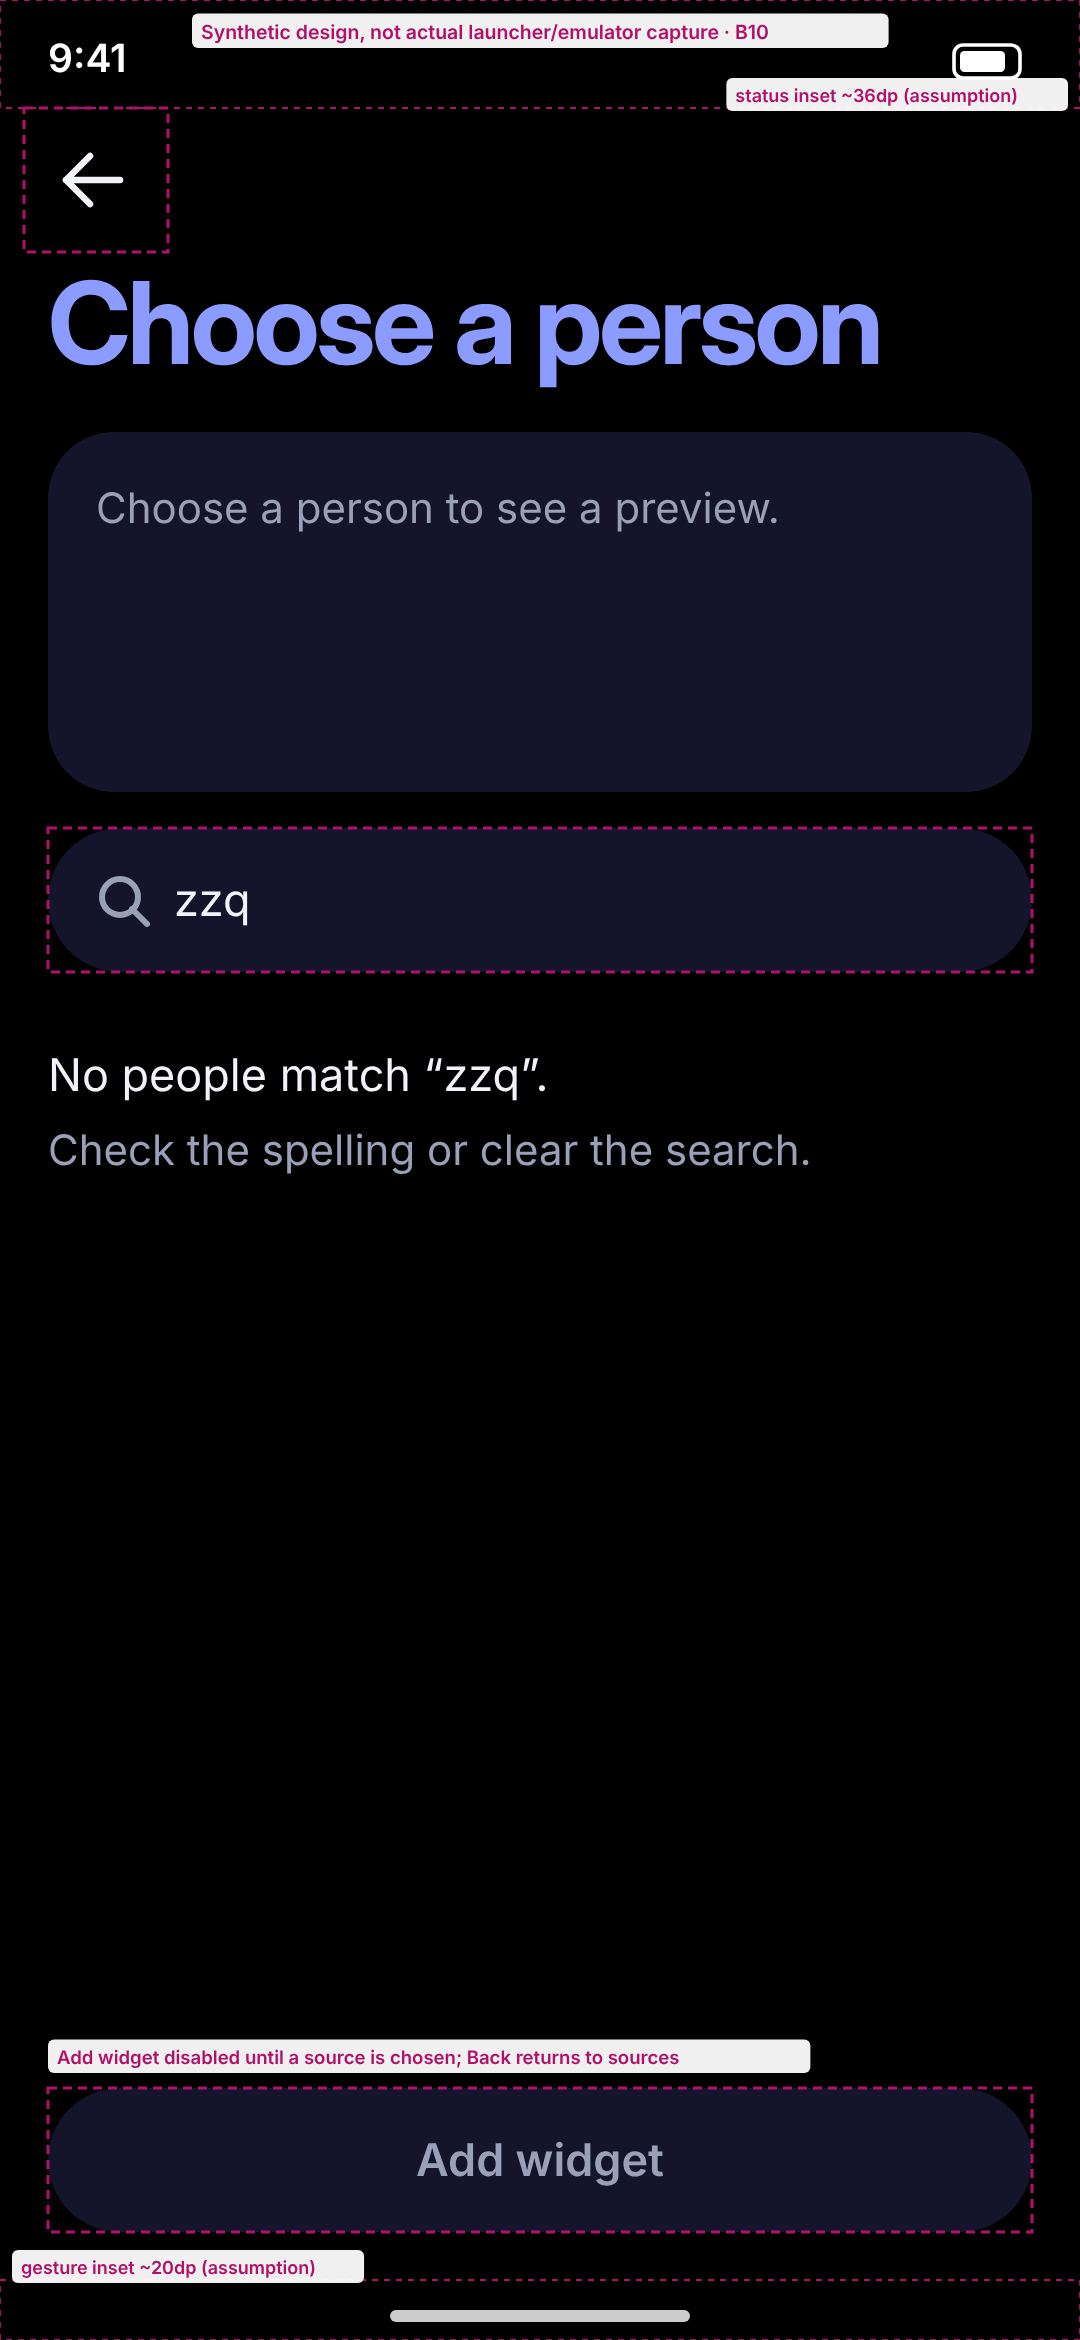 Synthetic design, not actual launcher/emulator capture · B10
9:41
status inset ~36dp (assumption)
Choose a person
Choose a person to see a preview.
zzq
No people match “zzq”.
Check the spelling or clear the search.
Add widget disabled until a source is chosen; Back returns to sources
Add widget
gesture inset ~20dp (assumption)